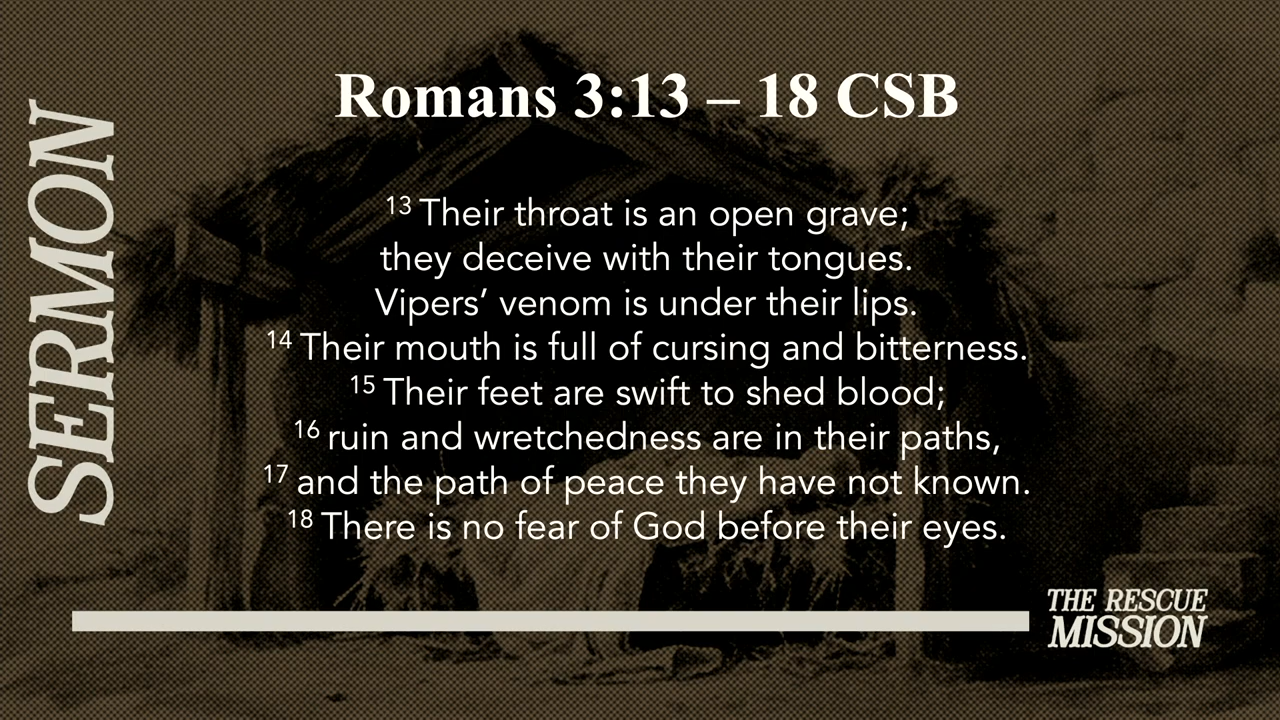 SERMON
Romans 3:13 – 18 CSB
13 Their throat is an open grave;
they deceive with their tongues.
Vipers’ venom is under their lips.
14 Their mouth is full of cursing and bitterness.
15 Their feet are swift to shed blood;
16 ruin and wretchedness are in their paths,
17 and the path of peace they have not known.
18 There is no fear of God before their eyes.
THE RESCUE
MISSION